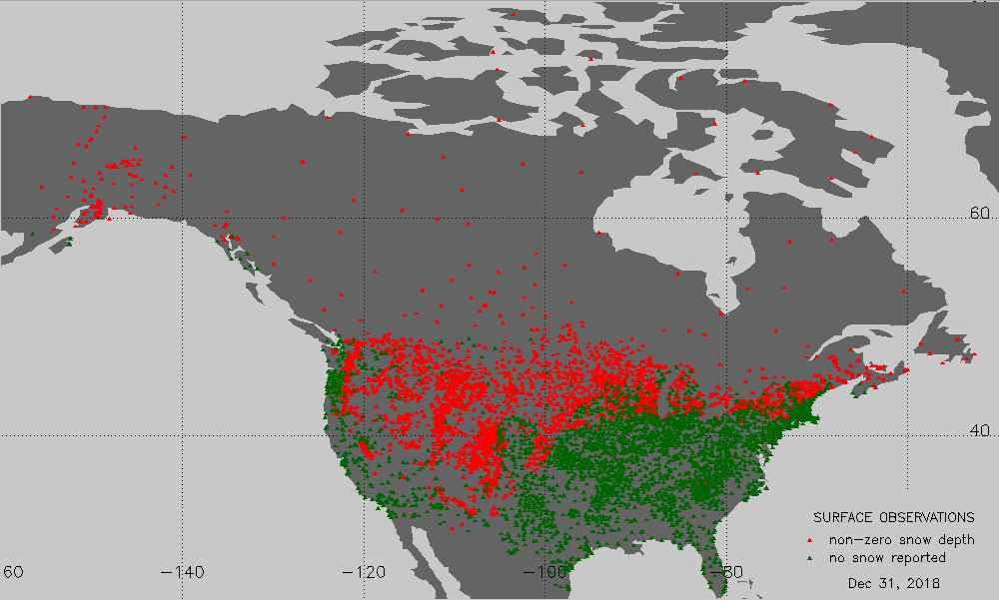 60
40
SURFACE OBSERVATIONS
non-zero snow depth
no snow reported
Dec 31, 2018
60
-140
-120
-100
-80